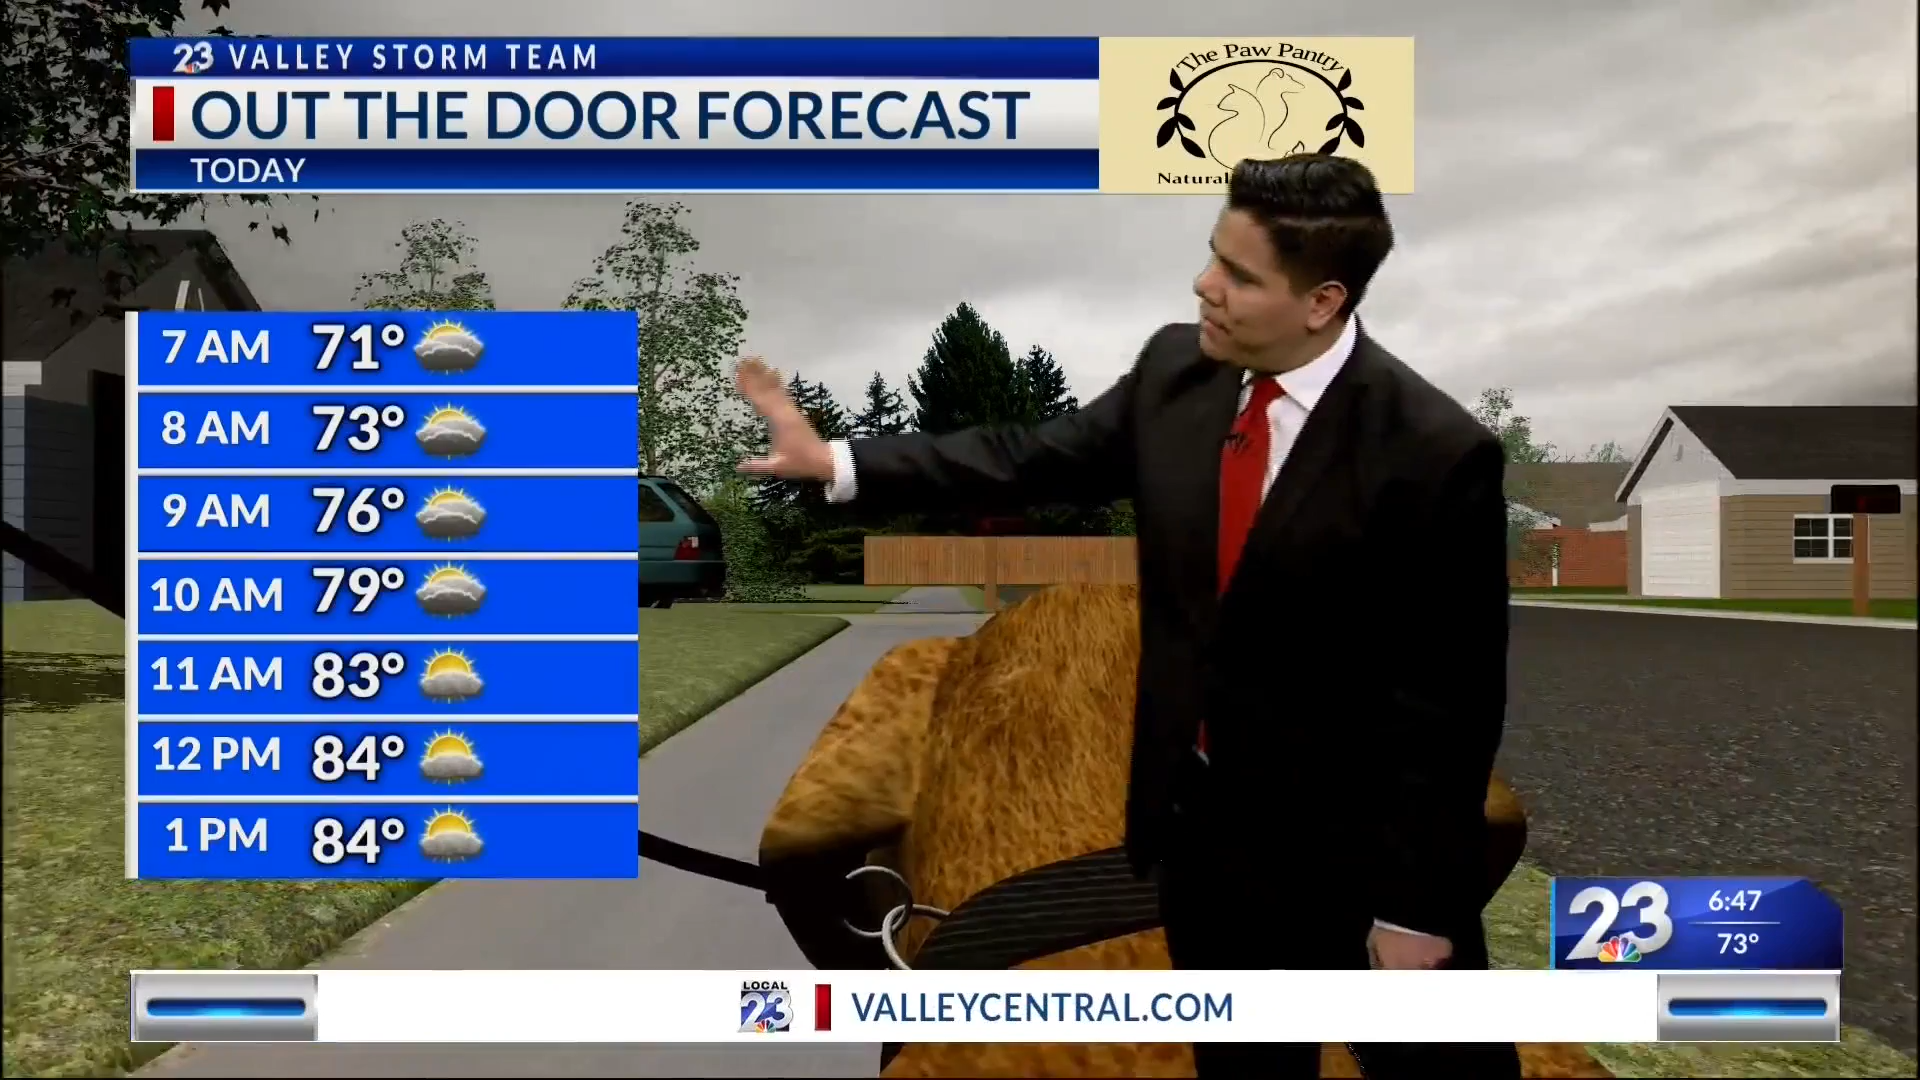 23 VALLEY STORM TEAM
OUT THE DOOR FORECAST
TODAY
The Paw Pantry
Natural
7 AM 71°
8 AM 73°
9 AM 76°
10 AM 79°
11 AM 83°
12 PM 84°
1 PM 84°
23 6:47
73°
LOCAL
23 VALLEYCENTRAL.COM